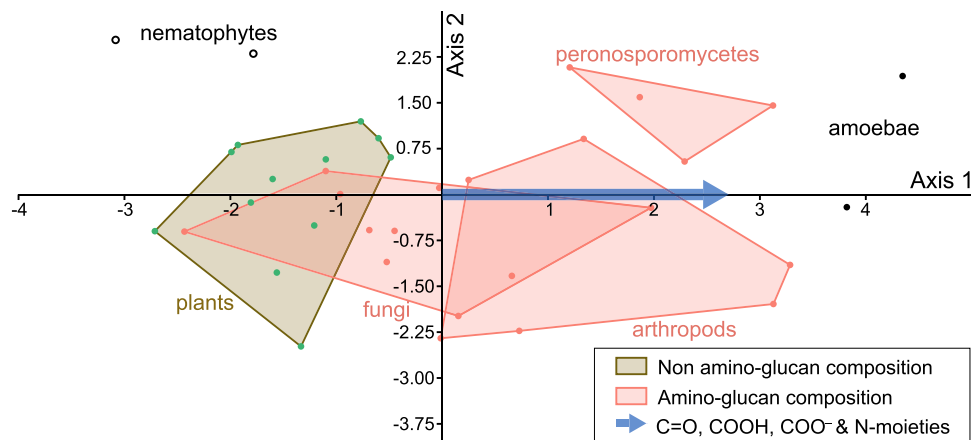 nematophytes
Axis 2
peronosporomycetes
2.25
1.50
amoebae
0.75
Axis 1
-4 -3 -2 -1 1 2 3 4
-0.75
-1.50
plants
fungi
-2.25
arthropods
-3.00
-3.75
Non amino-glucan composition
Amino-glucan composition
C=O, COOH, COO⁻ & N-moieties